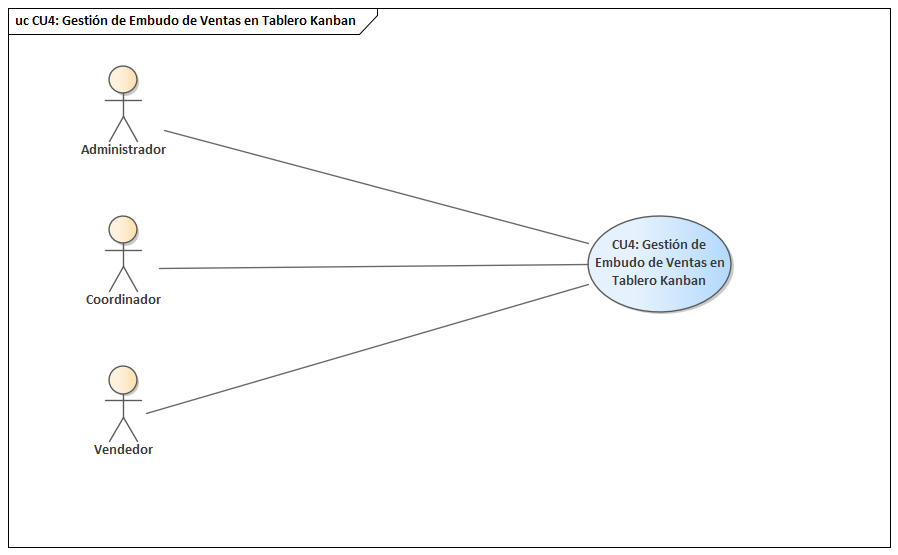 uc CU4: Gestión de Embudo de Ventas en Tablero Kanban
Administrador
Coordinador
CU4: Gestión de
Embudo de Ventas en
Tablero Kanban
Vendedor